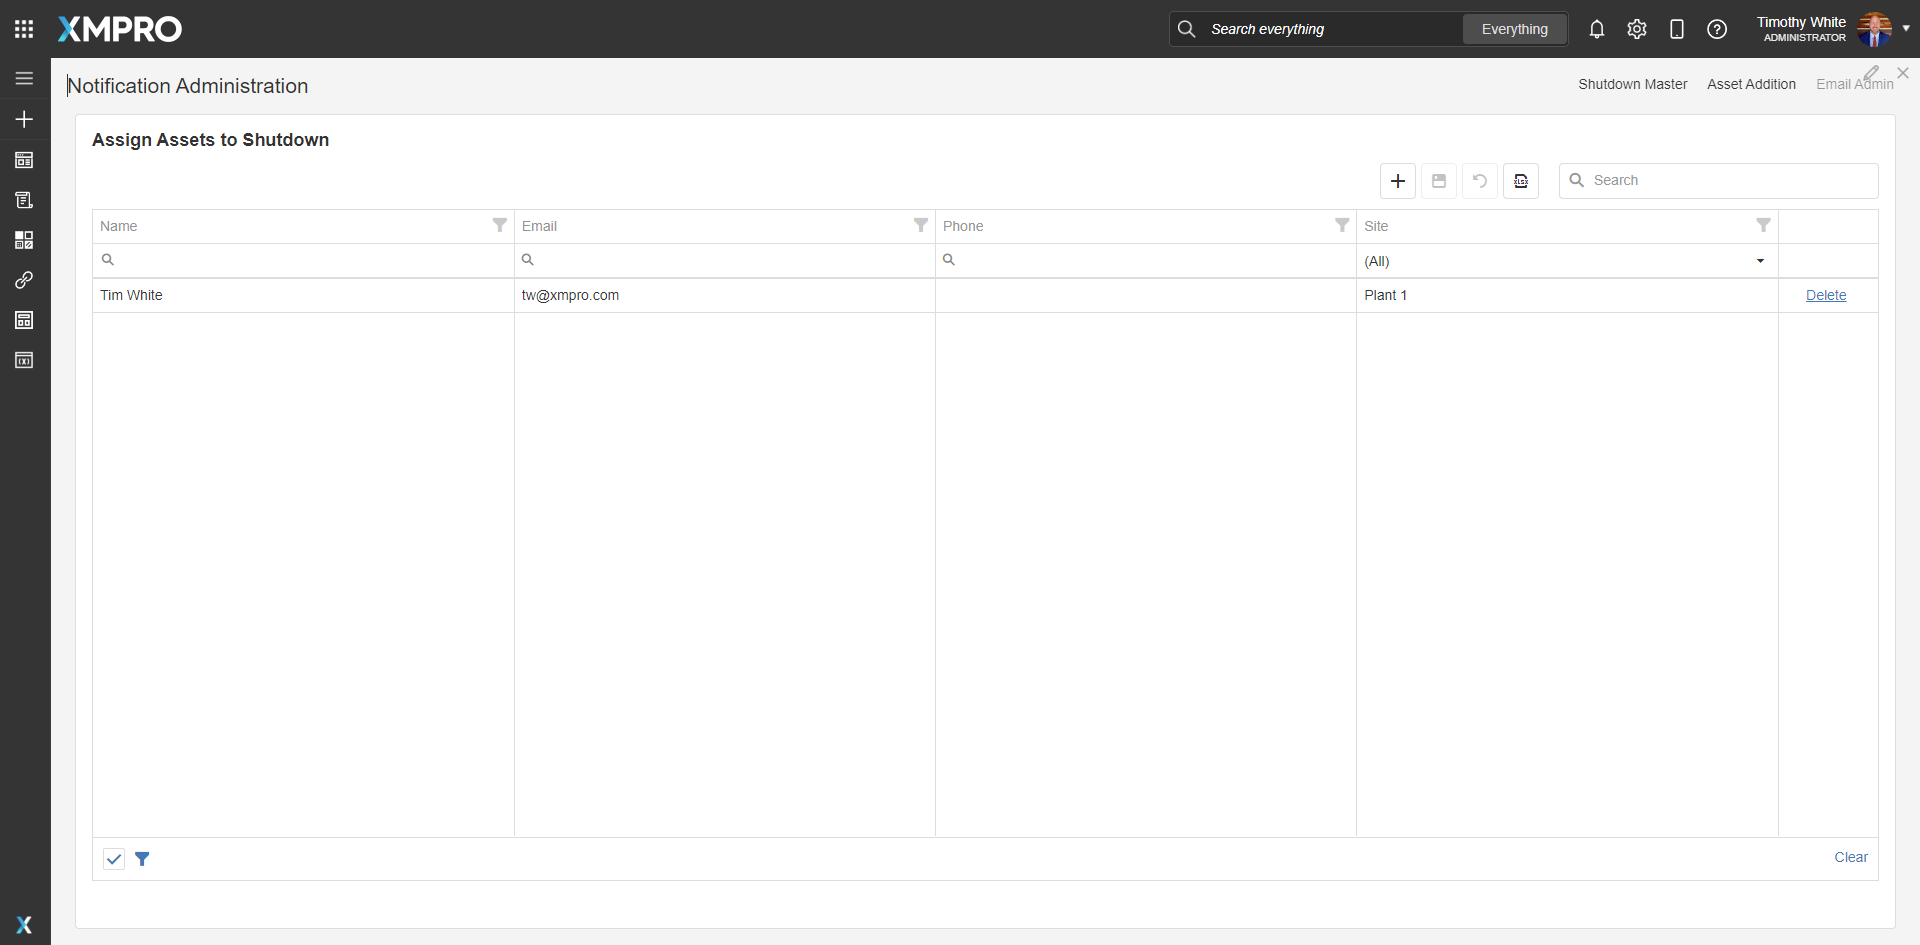 XMPRO
Search everything
Everything
Timothy White
ADMINISTRATOR
Notification Administration
Shutdown Master
Asset Addition
Email Admin
Assign Assets to Shutdown
xlsx
Search
Name
Email
Phone
Site
(All)
Tim White
tw@xmpro.com
Plant 1
Delete
Clear